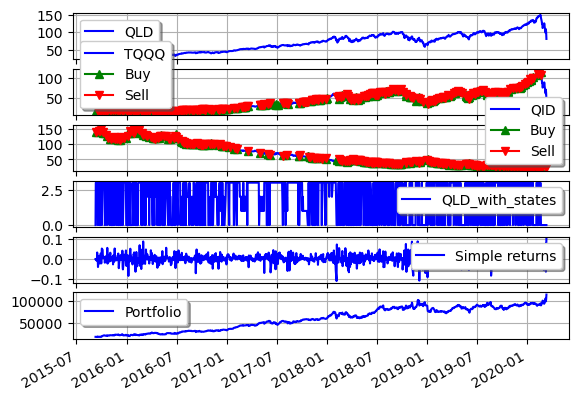 150
100
50
QLD
100
50
TQQQ
Buy
Sell
150
100
50
QID
Buy
Sell
2.5
0.0
QLD_with_states
0.1
0.0
−0.1
Simple returns
100000
50000
Portfolio
2015-07
2016-01
2016-07
2017-01
2017-07
2018-01
2018-07
2019-01
2019-07
2020-01